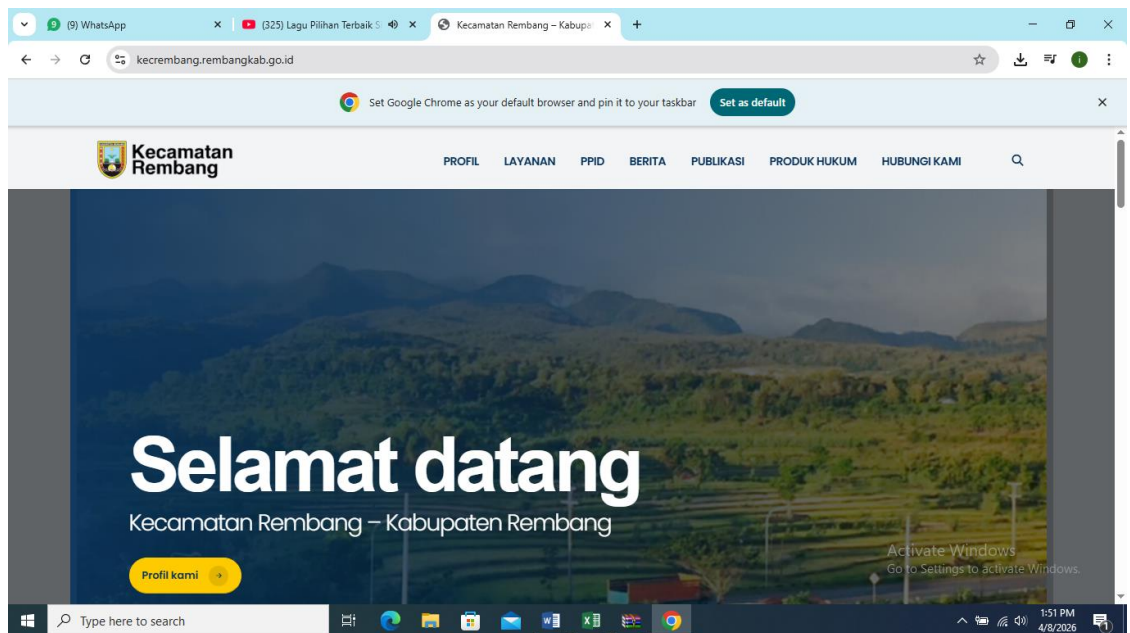 (9) WhatsApp
(325) Lagu Pilihan Terbaik S
Kecamatan Rembang – Kabupa
kecrembang.rembangkab.go.id
Set Google Chrome as your default browser and pin it to your taskbar
Set as default
Kecamatan
Rembang
PROFIL LAYANAN PPID BERITA PUBLIKASI PRODUK HUKUM HUBUNGI KAMI
Selamat datang
Kecamatan Rembang – Kabupaten Rembang
Profil kami
Activate Windows
Go to Settings to activate Windows.
Type here to search
1:51 PM
4/8/2026